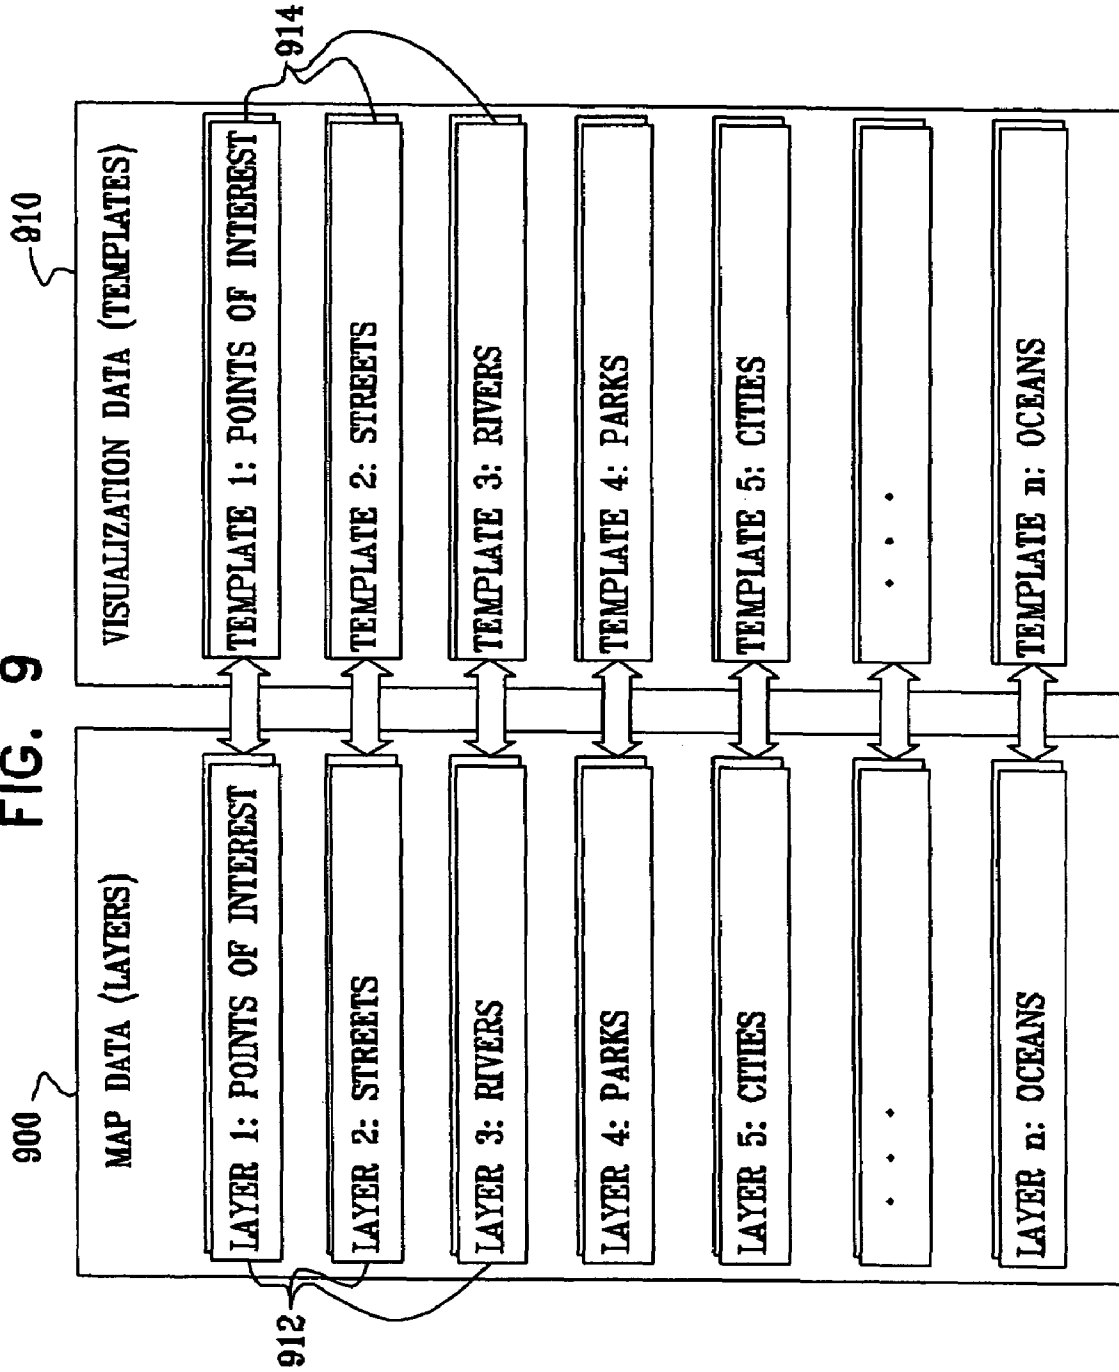 FIG. 9
900
MAP DATA (LAYERS)
LAYER 1: POINTS OF INTEREST
LAYER 2: STREETS
LAYER 3: RIVERS
LAYER 4: PARKS
LAYER 5: CITIES
. . .
LAYER n: OCEANS
912
910
VISUALIZATION DATA (TEMPLATES)
TEMPLATE 1: POINTS OF INTEREST
TEMPLATE 2: STREETS
TEMPLATE 3: RIVERS
TEMPLATE 4: PARKS
TEMPLATE 5: CITIES
. . .
TEMPLATE n: OCEANS
914